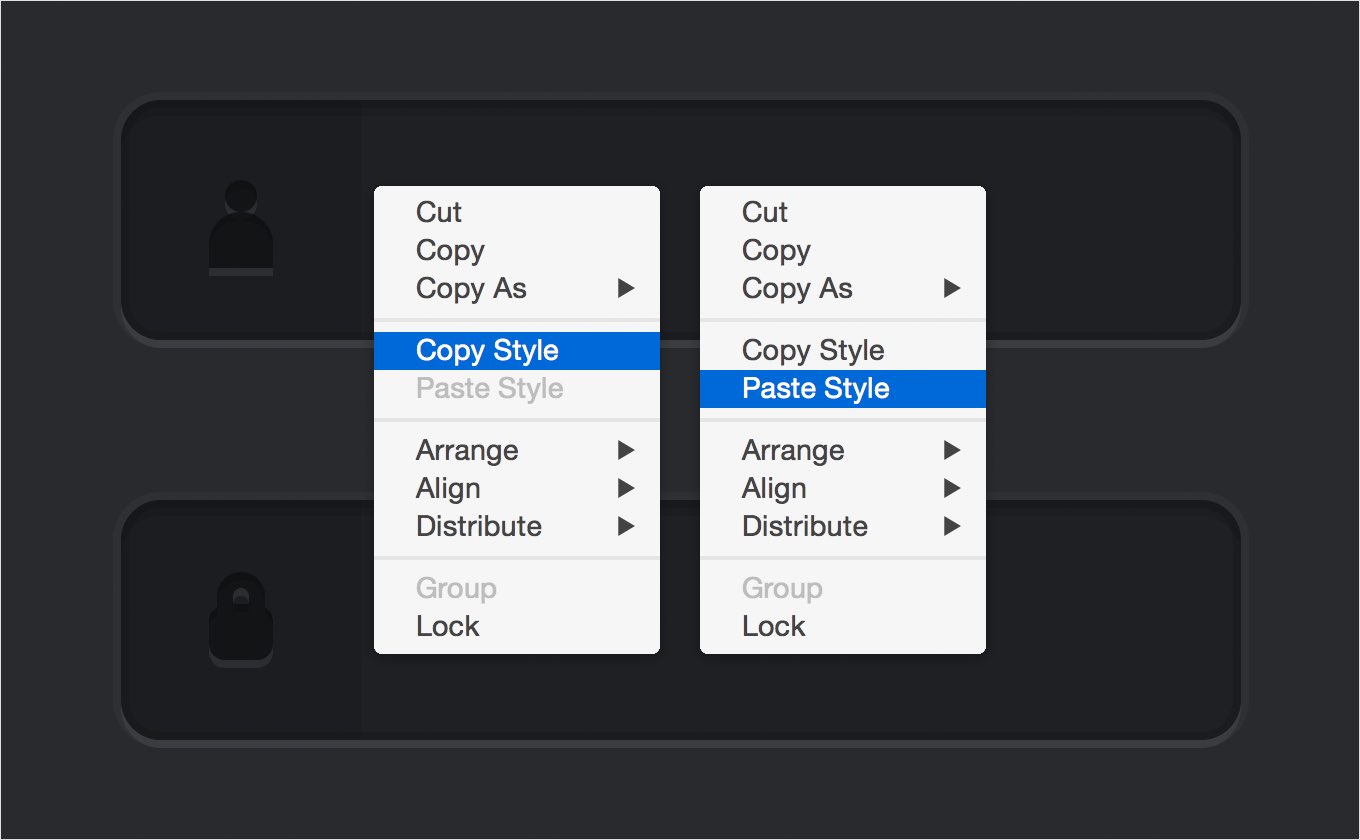 Cut
Copy
Copy As
Copy Style
Paste Style
Arrange
Align
Distribute
Group
Lock
Cut
Copy
Copy As
Copy Style
Paste Style
Arrange
Align
Distribute
Group
Lock